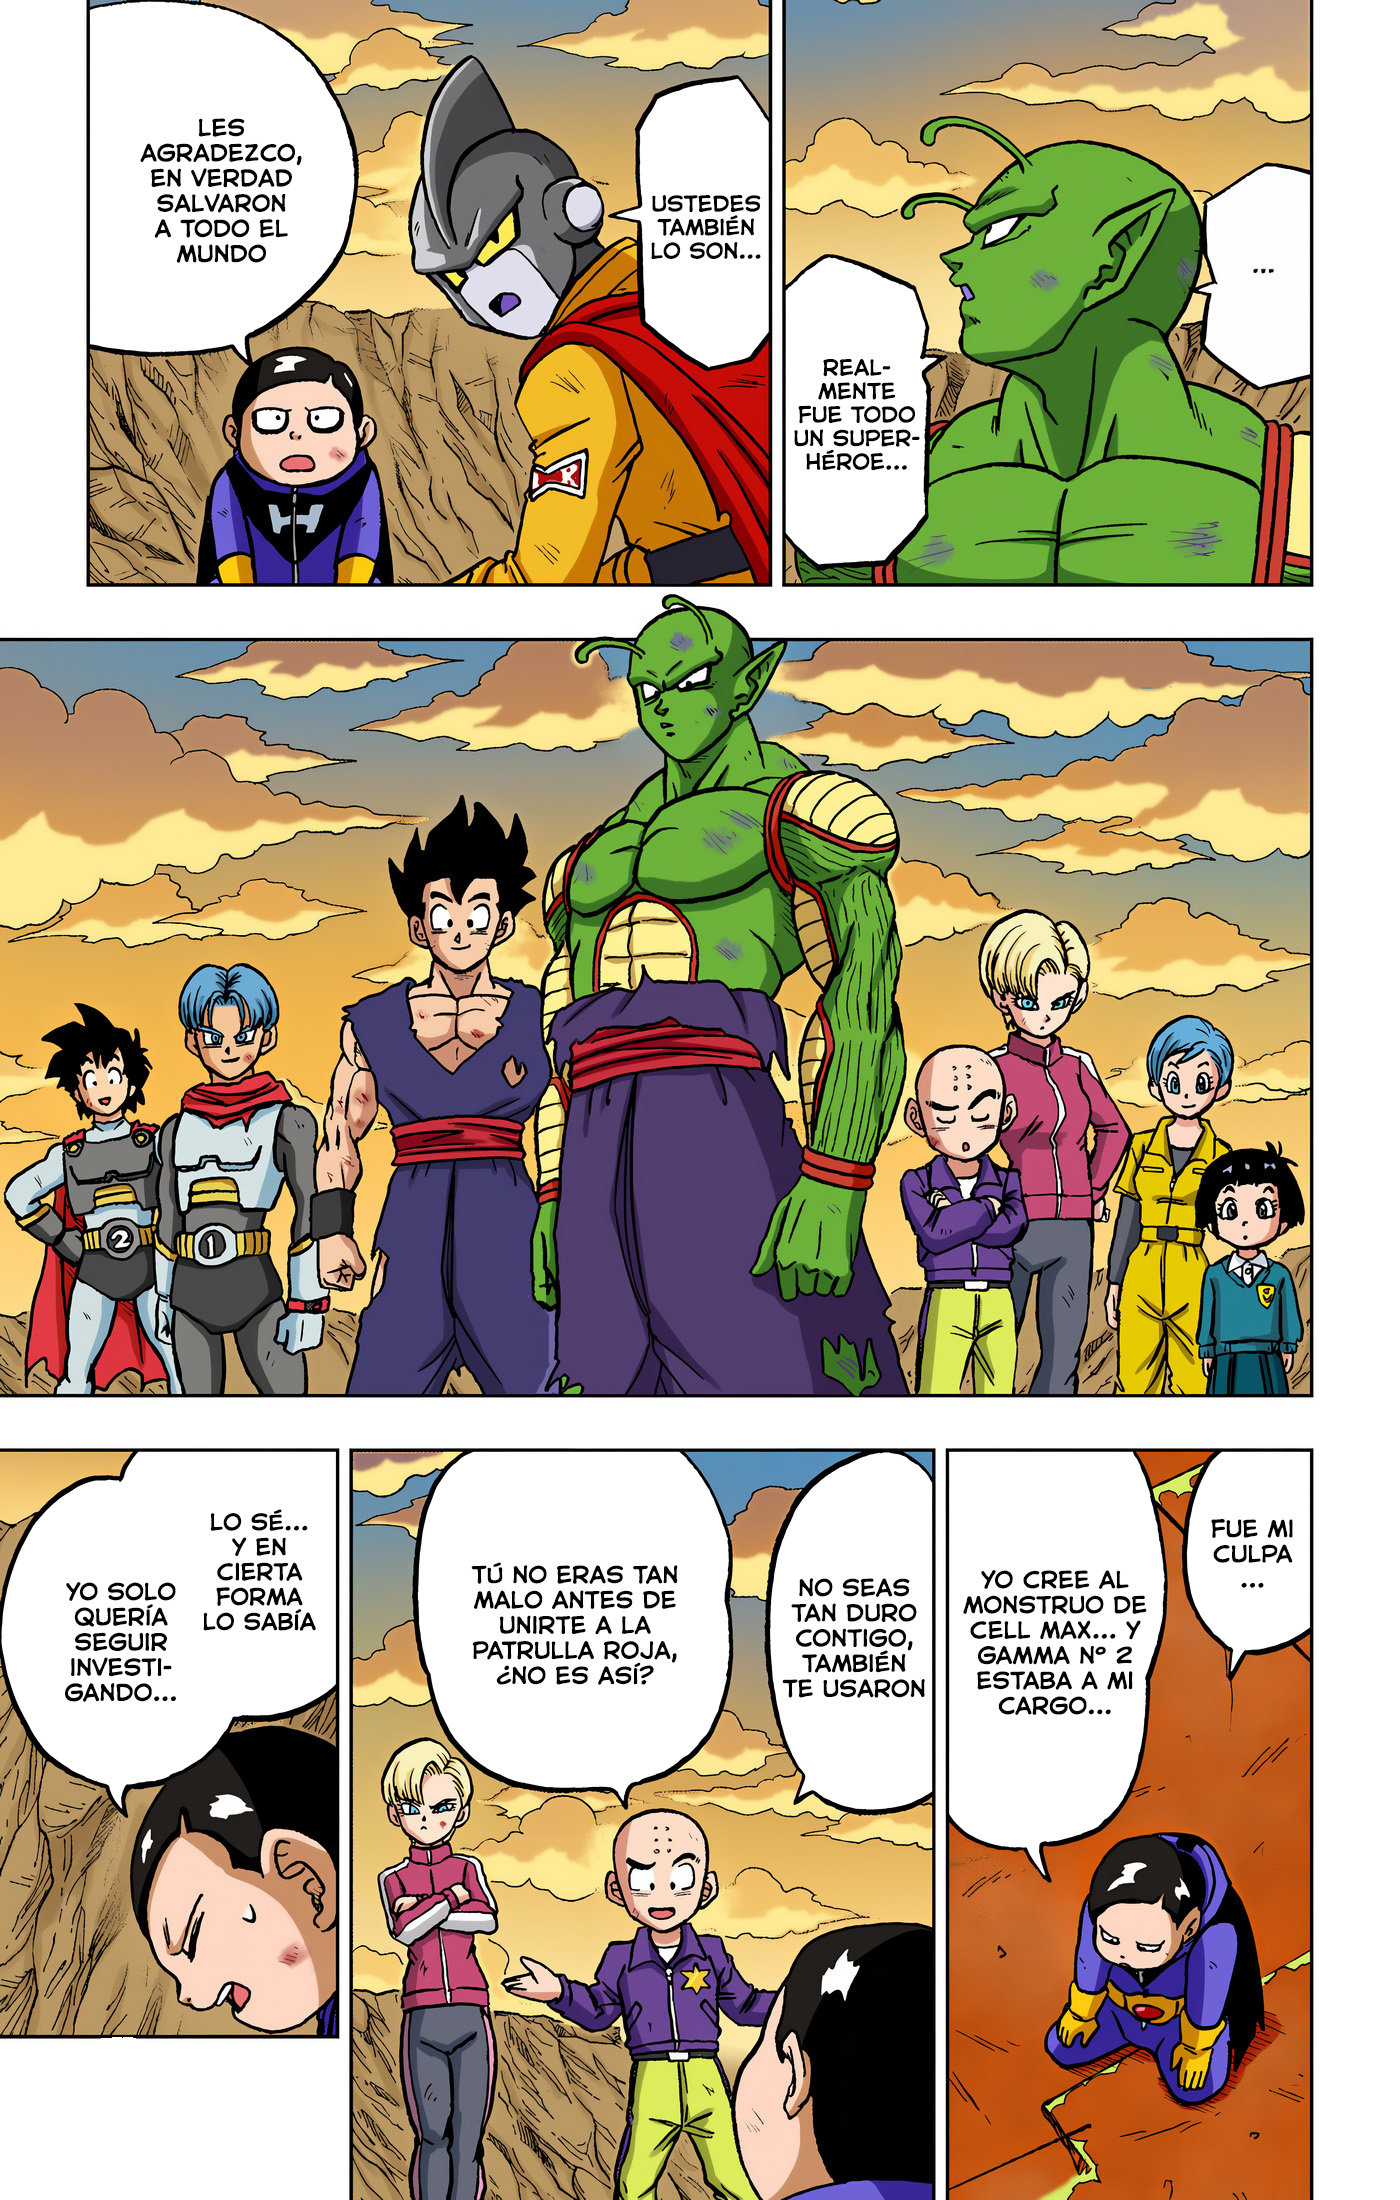 ...
REAL-
MENTE
FUE TODO
UN SUPER-
HÉROE...
USTEDES
TAMBIÉN
LO SON...
LES
AGRADEZCO,
EN VERDAD
SALVARON
A TODO EL
MUNDO
R
H
2
1
FUE MI
CULPA
...
YO CREE AL
MONSTRUO DE
CELL MAX... Y
GAMMA Nº 2
ESTABA A MI
CARGO...
NO SEAS
TAN DURO
CONTIGO,
TAMBIÉN
TE USARON
TÚ NO ERAS TAN
MALO ANTES DE
UNIRTE A LA
PATRULLA ROJA,
¿NO ES ASÍ?
LO SÉ...
Y EN
CIERTA
FORMA
LO SABÍA
YO SOLO
QUERÍA
SEGUIR
INVESTI-
GANDO...